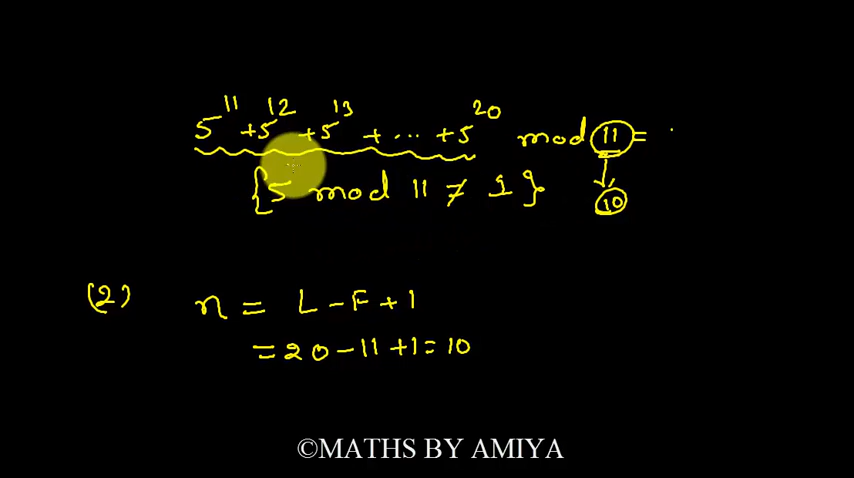 5^11 + 5^12 + 5^13 + ... + 5^20 mod 11 =
{5 mod 11 ≠ 1} 10
(2) n = L - F + 1
= 20 - 11 + 1 = 10
©MATHS BY AMIYA